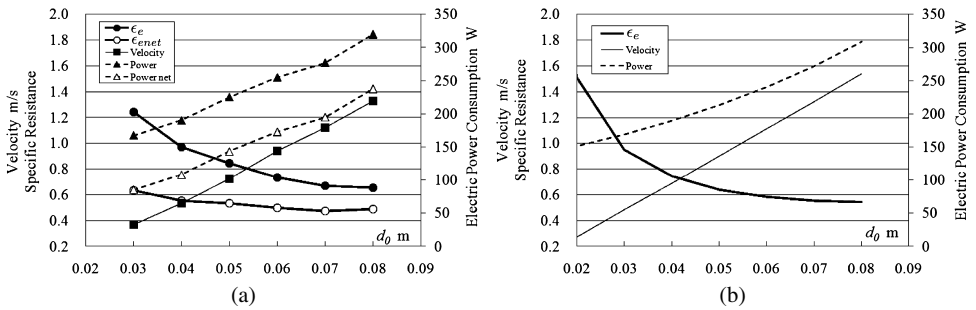 2.0
1.8
1.6
1.4
1.2
1.0
0.8
0.6
0.4
0.2
Velocity m/s
Specific Resistance
ϵe
ϵenet
Velocity
Power
Power net
350
300
250
200
150
100
50
0
Electric Power Consumption W
d0 m
0.02 0.03 0.04 0.05 0.06 0.07 0.08 0.09
(a)
2.0
1.8
1.6
1.4
1.2
1.0
0.8
0.6
0.4
0.2
Velocity m/s
Specific Resistance
ϵe
Velocity
Power
350
300
250
200
150
100
50
0
Electric Power Consumption W
d0 m
0.02 0.03 0.04 0.05 0.06 0.07 0.08 0.09
(b)